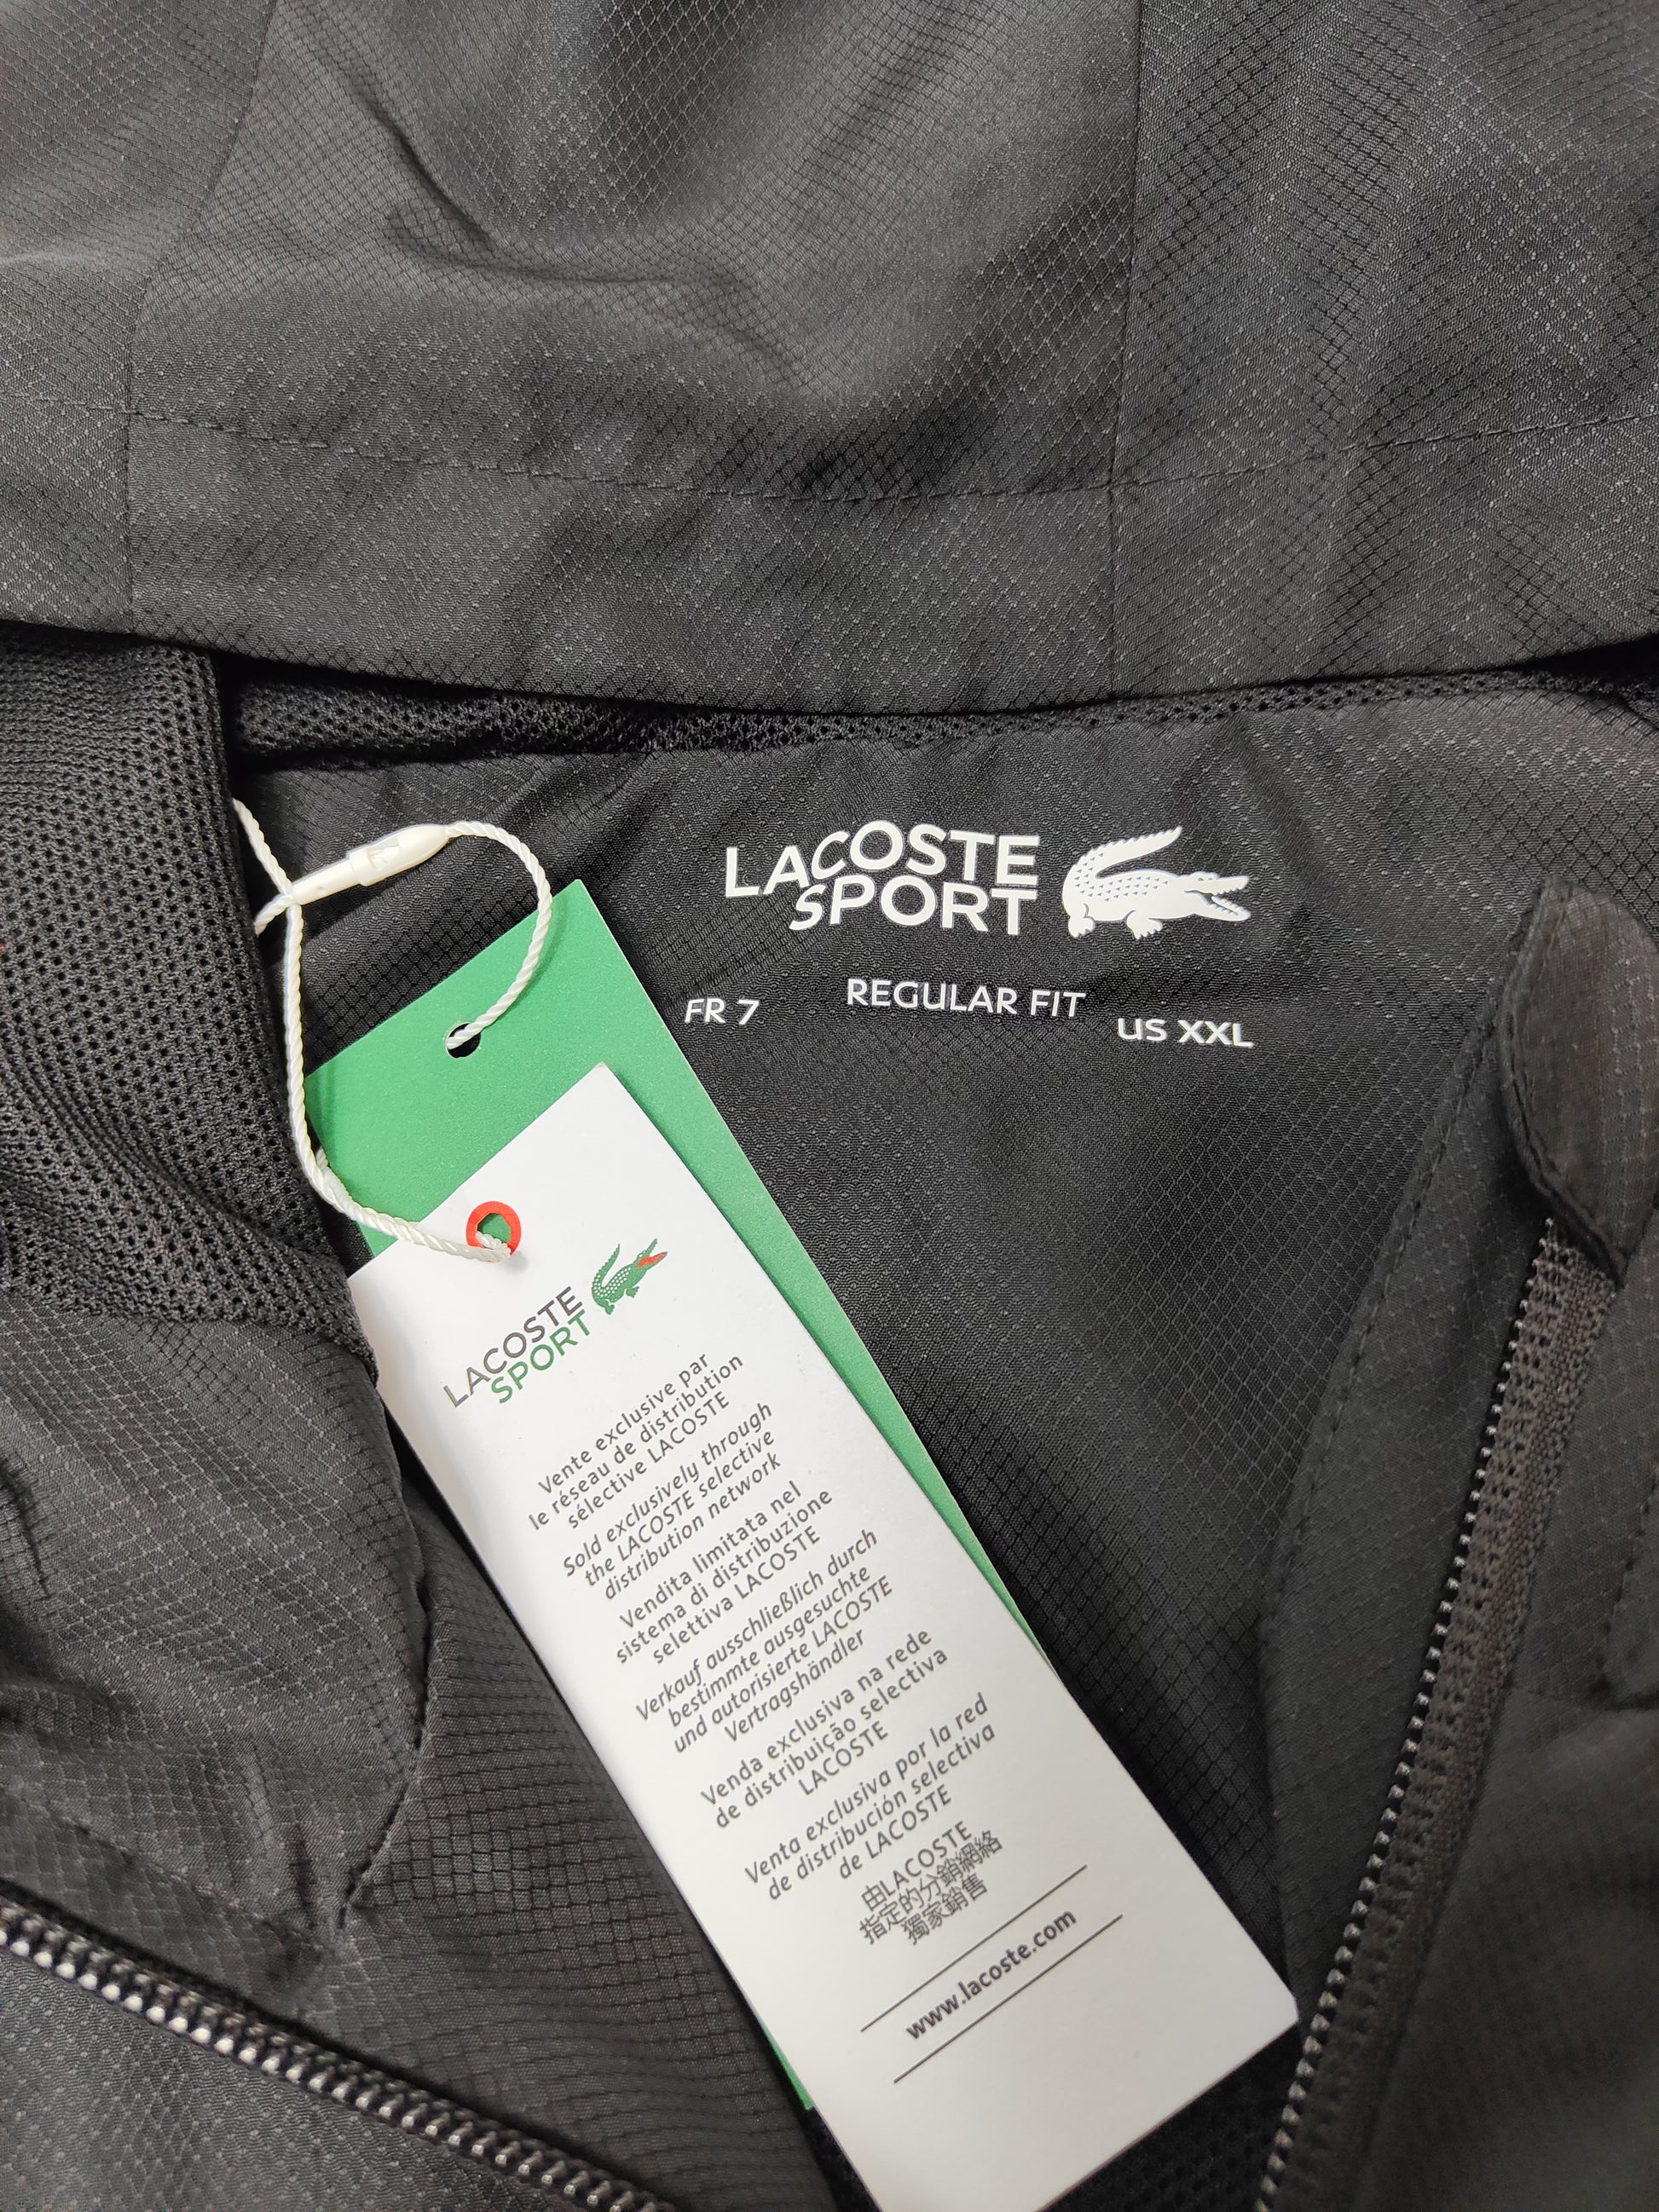 LACOSTE
SPORT
REGULAR FIT
FR 7
US XXL
LACOSTE
SPORT
Vente exclusive par
le réseau de distribution
sélective LACOSTE
Sold exclusively through
the LACOSTE selective
distribution network
Vendita limitata nel
sistema di distribuzione
selettiva LACOSTE
Verkauf ausschließlich durch
bestimmte ausgesuchte
und autorisierte LACOSTE
Vertragshändler
Venda exclusiva na rede
de distribuição selectiva
LACOSTE
Venta exclusiva por la red
de distribución selectiva
de LACOSTE
由LACOSTE
指定的分銷網絡
獨家銷售
www.lacoste.com